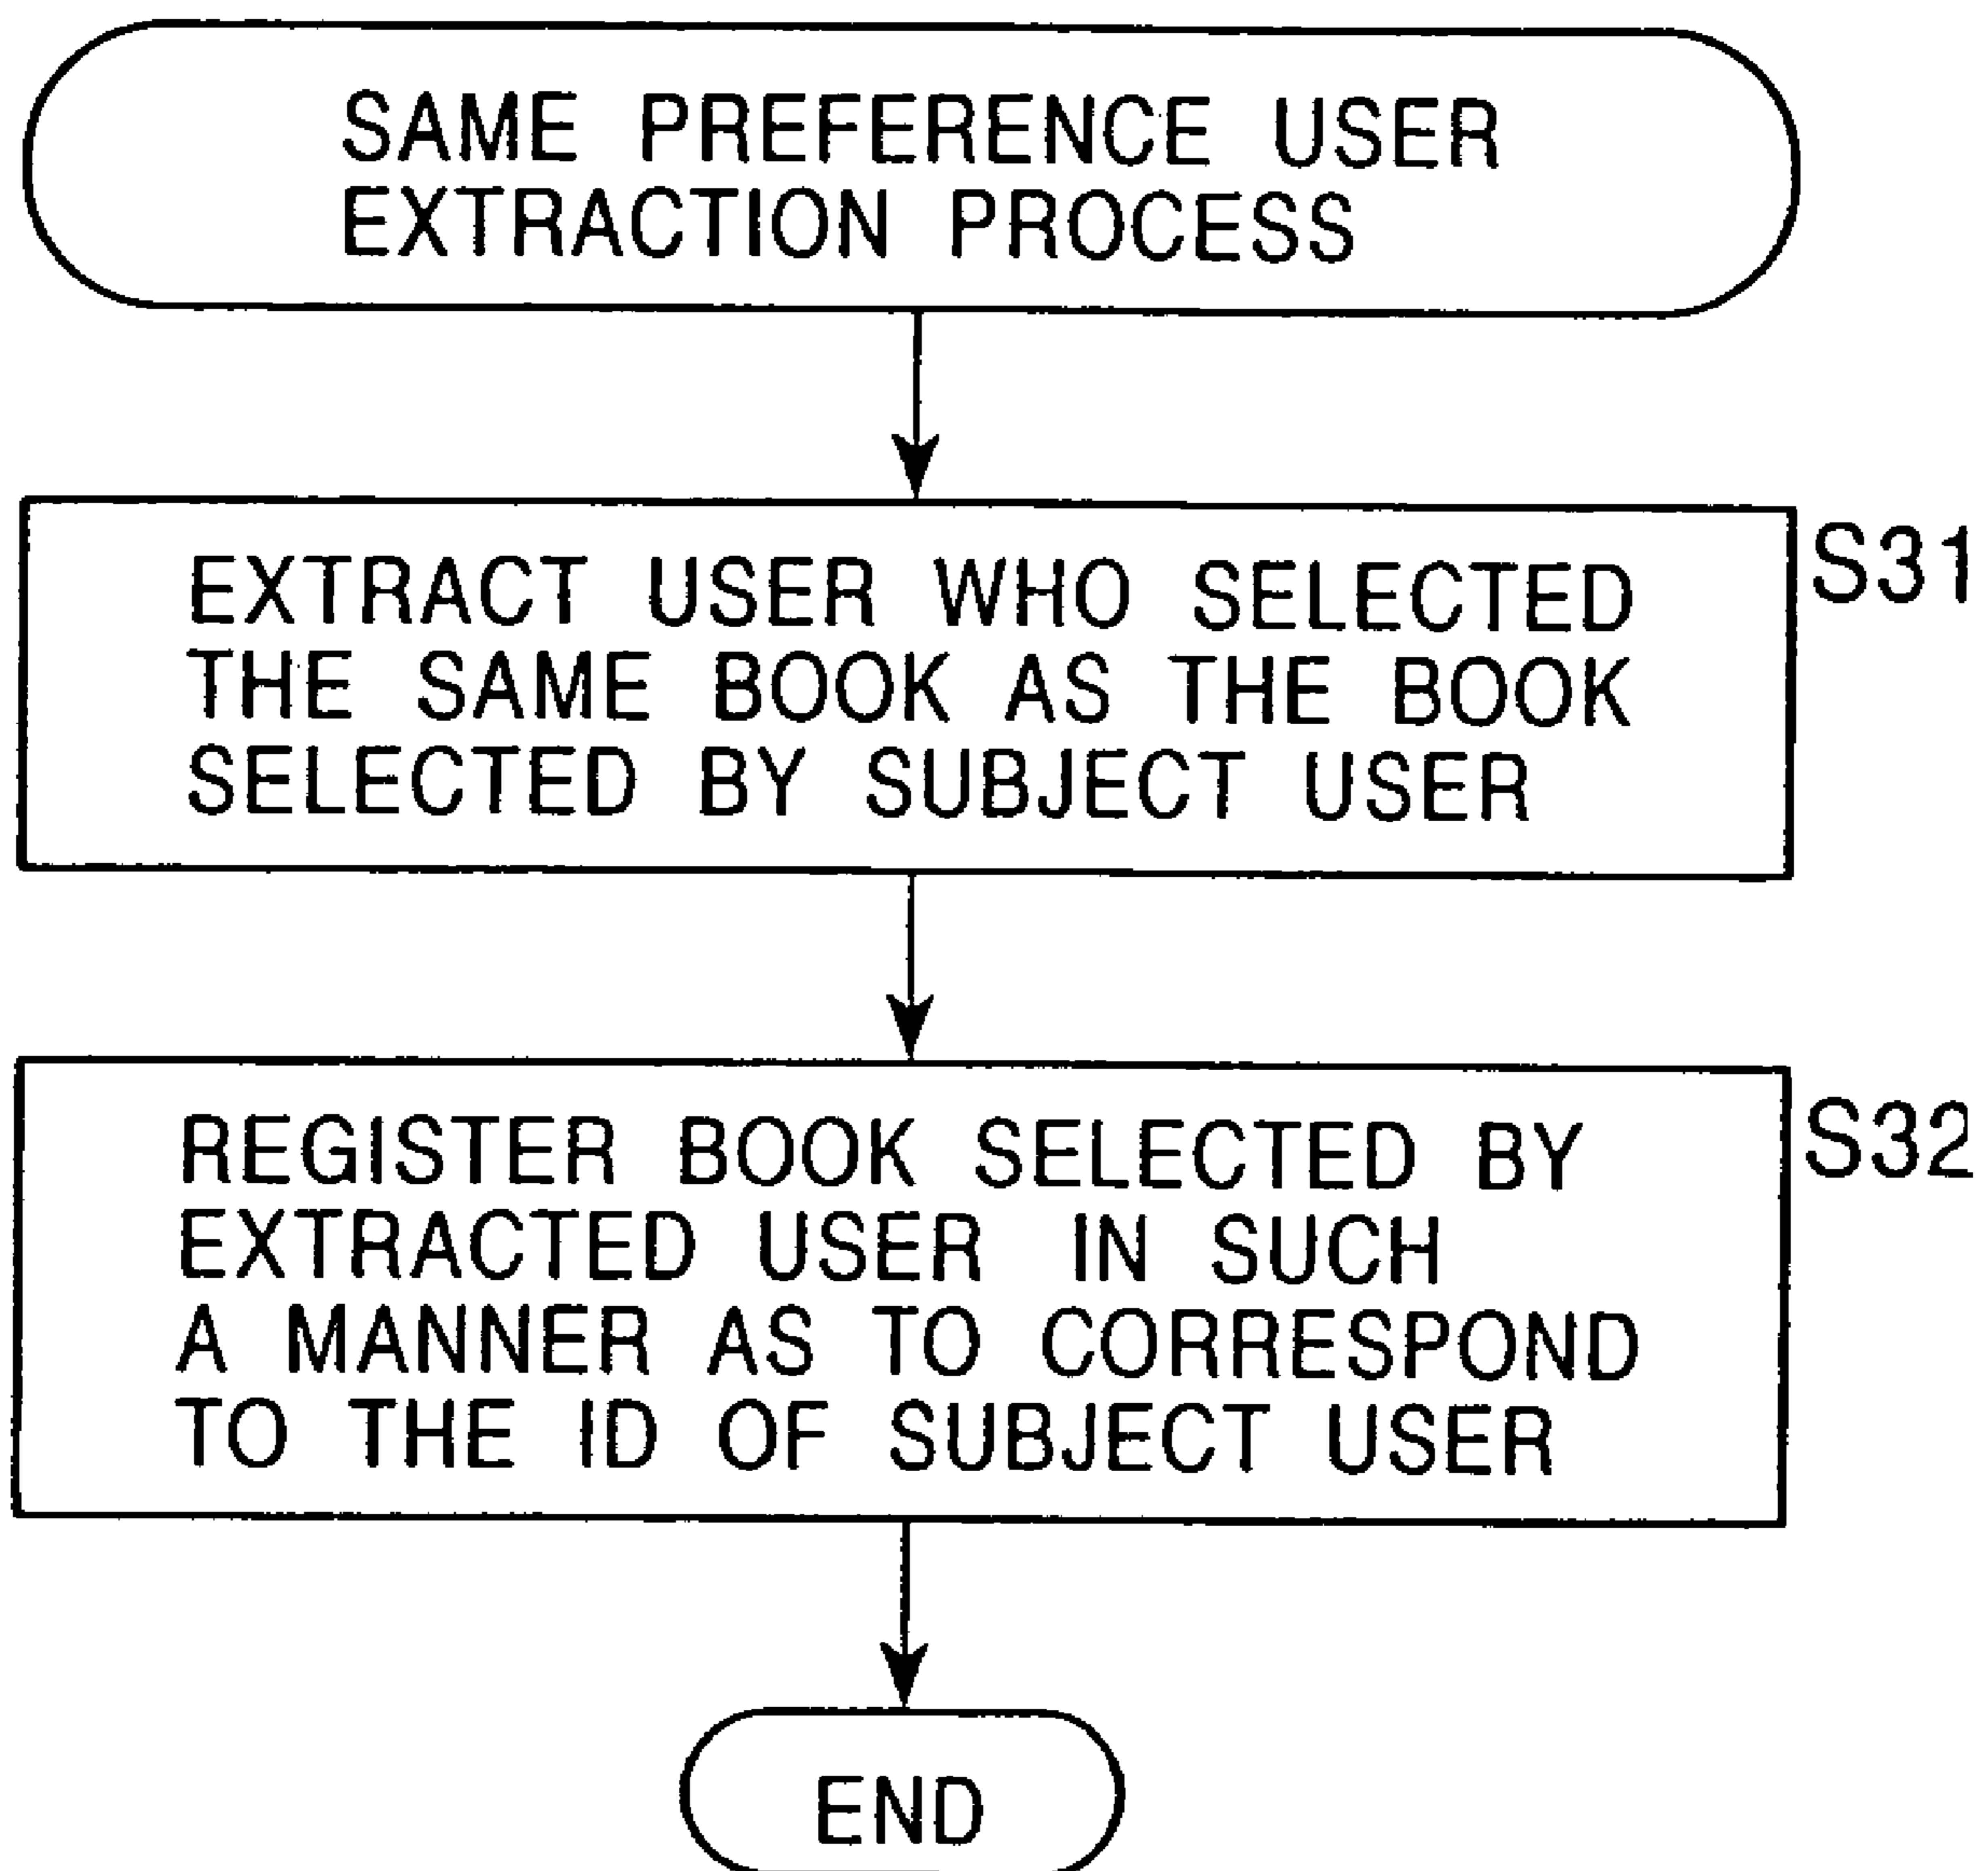 SAME PREFERENCE USER
EXTRACTION PROCESS
EXTRACT USER WHO SELECTED
THE SAME BOOK AS THE BOOK
SELECTED BY SUBJECT USER
S31
REGISTER BOOK SELECTED BY
EXTRACTED USER IN SUCH
A MANNER AS TO CORRESPOND
TO THE ID OF SUBJECT USER
S32
END